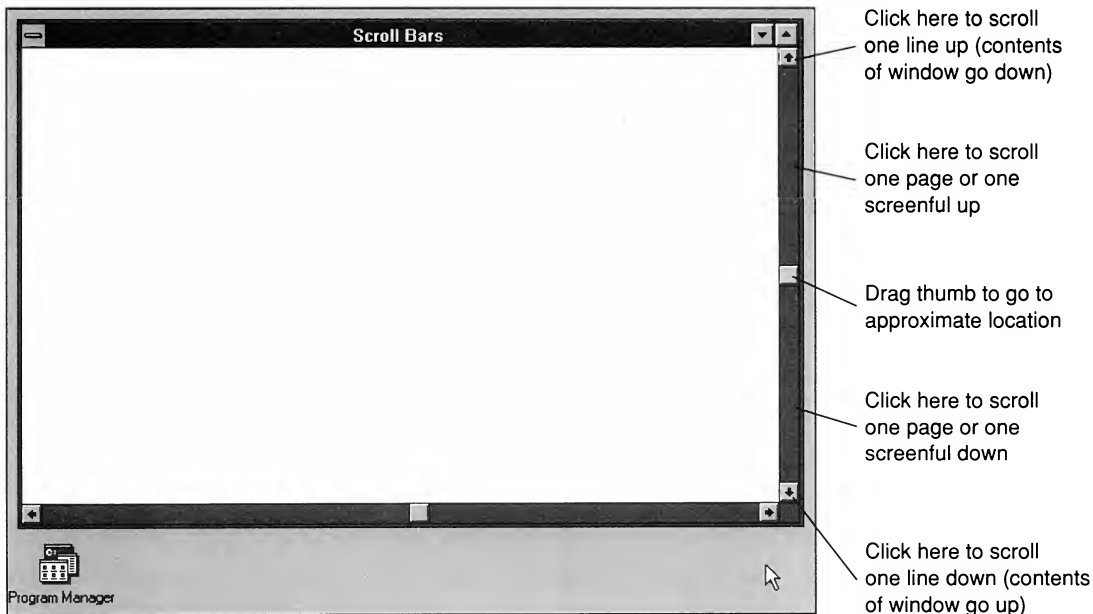 Scroll Bars
Click here to scroll
one line up (contents
of window go down)
Click here to scroll
one page or one
screenful up
Drag thumb to go to
approximate location
Click here to scroll
one page or one
screenful down
Click here to scroll
one line down (contents
of window go up)
Program Manager